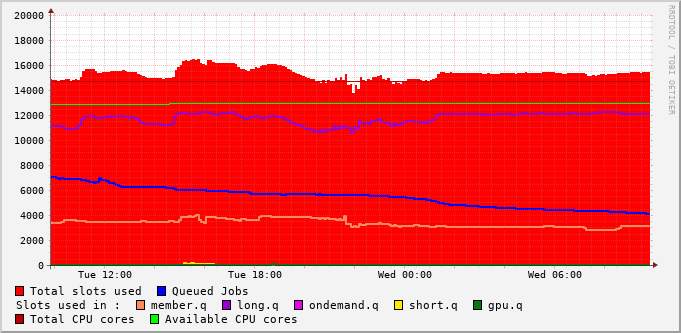 20000
18000
16000
14000
12000
10000
8000
6000
4000
2000
0
Tue 12:00 Tue 18:00 Wed 00:00 Wed 06:00
RRDTOOL / TOBI OETIKER
Total slots used Queued Jobs
Slots used in : member.q long.q ondemand.q short.q gpu.q
Total CPU cores Available CPU cores